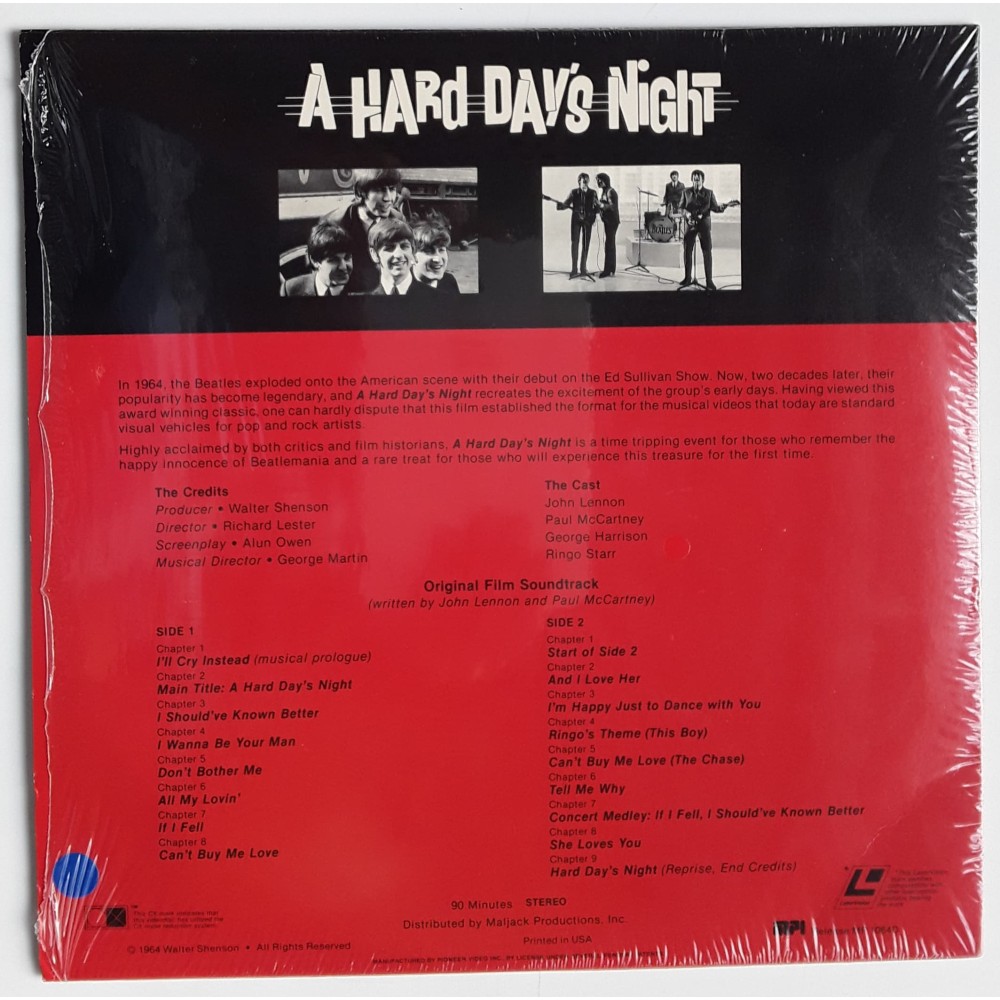 A HARD DAY'S NIGHT
THE
BEATLES
In 1964, the Beatles exploded onto the American scene with their debut on the Ed Sullivan Show. Now, two decades later, their
popularity has become legendary, and A Hard Day's Night recreates the excitement of the group's early days. Having viewed this
award winning classic, one can hardly dispute that this film established the format for the musical videos that today are standard
visual vehicles for pop and rock artists.
Highly acclaimed by both critics and film historians, A Hard Day's Night is a time tripping event for those who remember the
happy innocence of Beatlemania and a rare treat for those who will experience this treasure for the first time.
The Credits
Producer • Walter Shenson
Director • Richard Lester
Screenplay • Alun Owen
Musical Director • George Martin
The Cast
John Lennon
Paul McCartney
George Harrison
Ringo Starr
Original Film Soundtrack
(written by John Lennon and Paul McCartney)
SIDE 1
Chapter 1
I'll Cry Instead (musical prologue)
Chapter 2
Main Title: A Hard Day's Night
Chapter 3
I Should've Known Better
Chapter 4
I Wanna Be Your Man
Chapter 5
Don't Bother Me
Chapter 6
All My Lovin'
Chapter 7
If I Fell
Chapter 8
Can't Buy Me Love
SIDE 2
Chapter 1
Start of Side 2
Chapter 2
And I Love Her
Chapter 3
I'm Happy Just to Dance with You
Chapter 4
Ringo's Theme (This Boy)
Chapter 5
Can't Buy Me Love (The Chase)
Chapter 6
Tell Me Why
Chapter 7
Concert Medley: If I Fell, I Should've Known Better
Chapter 8
She Loves You
Chapter 9
Hard Day's Night (Reprise, End Credits)
90 Minutes STEREO
Distributed by Maljack Productions, Inc.
Printed in USA
© 1964 Walter Shenson • All Rights Reserved
MPI
MANUFACTURED BY PIONEER VIDEO INC.